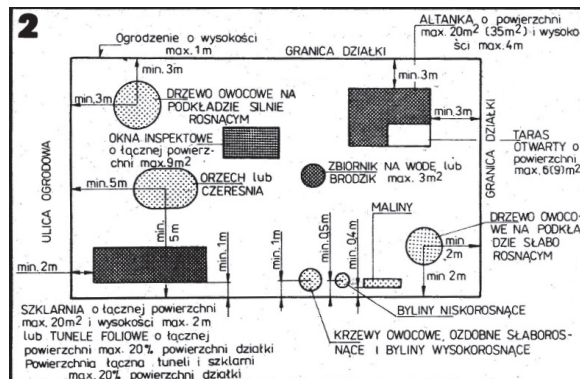 2
Ogrodzenie o wysokości
max. 1m
GRANICA DZIAŁKI
ALTANKA o powierzchni
max. 20m² (35m²) i wysoko-
ści max. 4m
min.
3m
min.3m
DRZEWO OWOCOWE NA
PODKŁADZIE SILNIE
ROSNĄCYM
min.
3m
min.
3m
OKNA INSPEKTOWE
o łącznej powierz-
chni max. 9m²
GRANICA DZIAŁKI
TARAS
OTWARTY o
powierzchni
max. 6(9)m²
ULICA OGRODOWA
min. 5m
ORZECH lub
CZEREŚNIA
ZBIORNIK NA WODĘ lub
BRODZIK max. 3m²
min.
5m
min. 1m
min. 1m
min. 0,5m
min. 0,4m
MALINY
DRZEWO OWOCO-
WE NA PODKŁA-
DZIE SŁABO
ROSNĄCYM
min. 2m
min.
2m
min
2m
SZKLARNIA o łącznej powierzchni
max. 20m² i wysokości max. 2m
lub TUNELE FOLIOWE o łącznej
powierzchni max. 20% powierzchni działki
Powierzchnia łączna tuneli i szklarni
max. 20% powierzchni działki
BYLINY NISKOROSNĄCE
KRZEWY OWOCOWE, OZDOBNE SŁABOROS-
NĄCE I BYLINY WYSOKOROSNĄCE